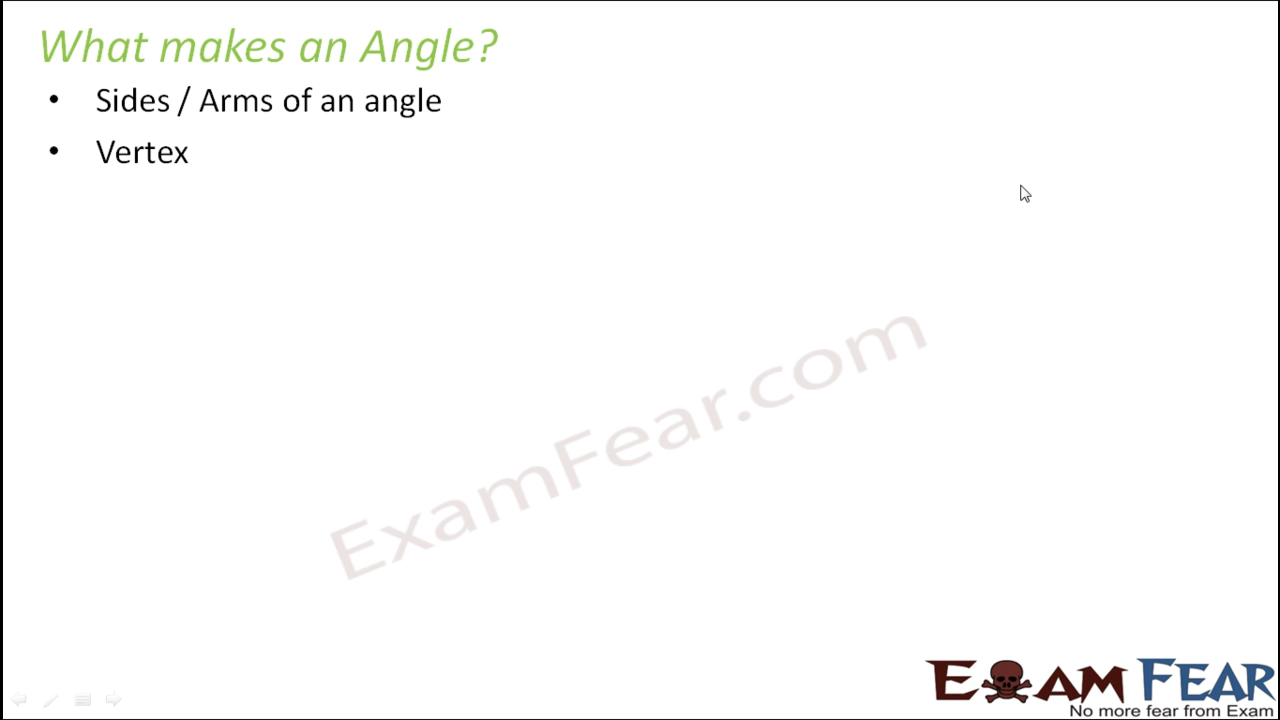 What makes an Angle?
• Sides / Arms of an angle
• Vertex
ExamFear.com
EXAM FEAR
No more fear from Exam